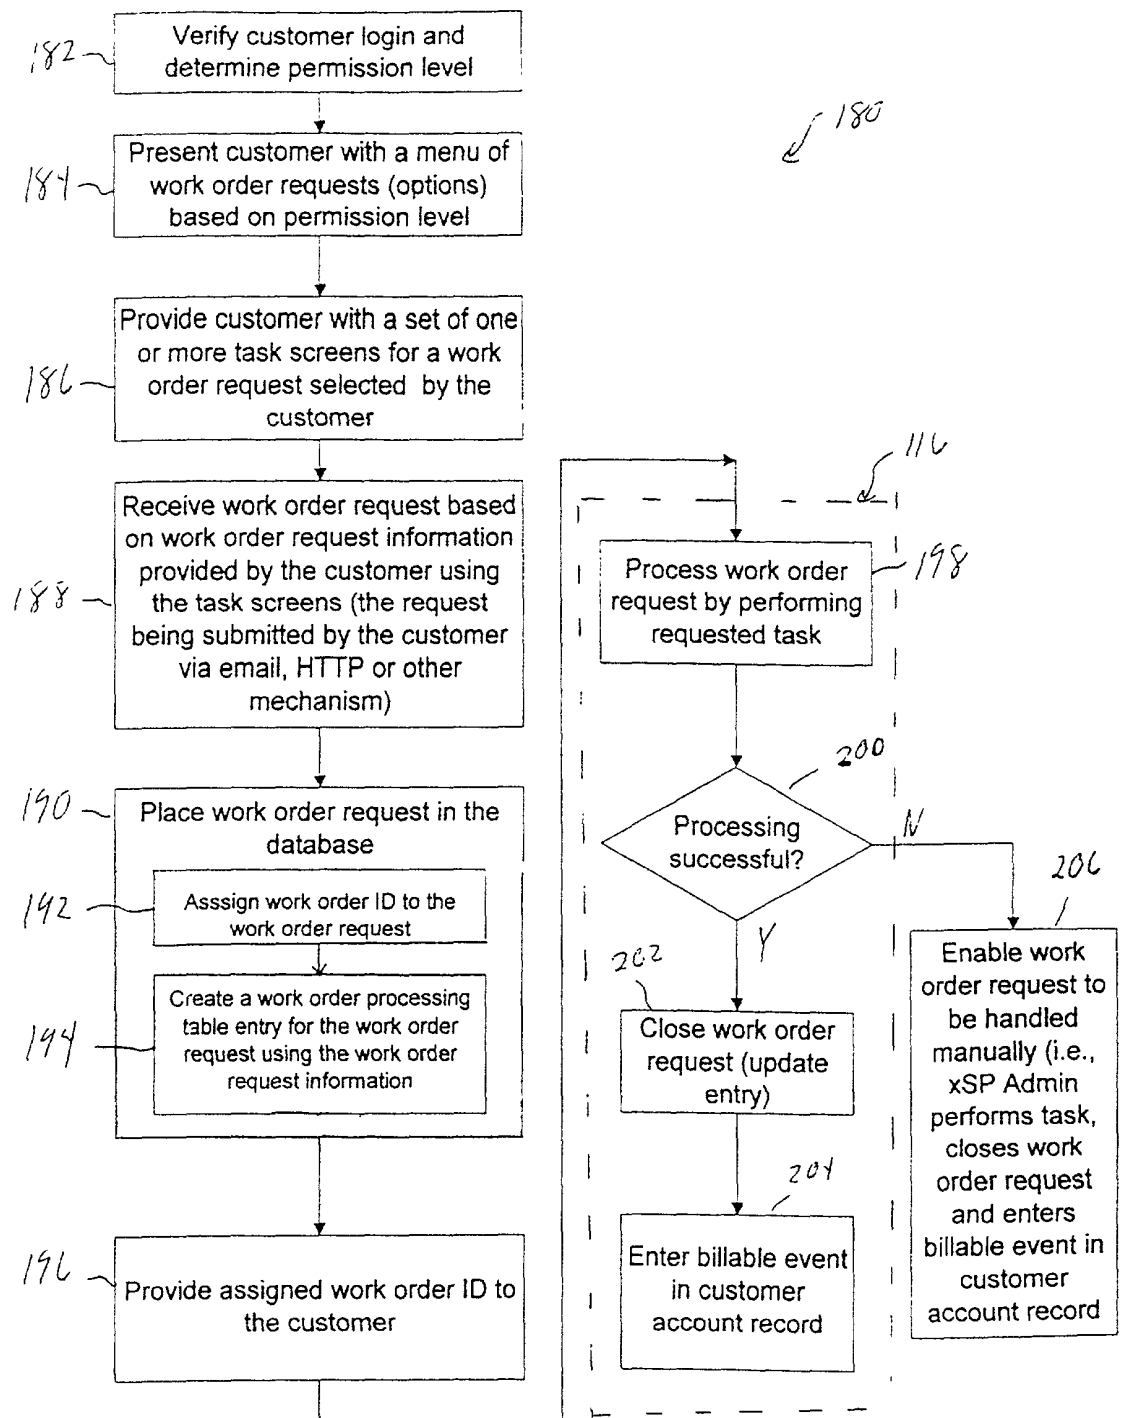 182
Verify customer login and
determine permission level
180
184
Present customer with a menu of
work order requests (options)
based on permission level
186
Provide customer with a set of one
or more task screens for a work
order request selected by the
customer
188
Receive work order request based
on work order request information
provided by the customer using
the task screens (the request
being submitted by the customer
via email, HTTP or other
mechanism)
190
Place work order request in the
database
192
Asssign work order ID to the
work order request
194
Create a work order processing
table entry for the work order
request using the work order
request information
196
Provide assigned work order ID to
the customer
116
198
Process work order
request by performing
requested task
200
Processing
successful?
N
Y
202
Close work order
request (update
entry)
204
Enter billable event
in customer
account record
206
Enable work
order request to
be handled
manually (i.e.,
xSP Admin
performs task,
closes work
order request
and enters
billable event in
customer
account record